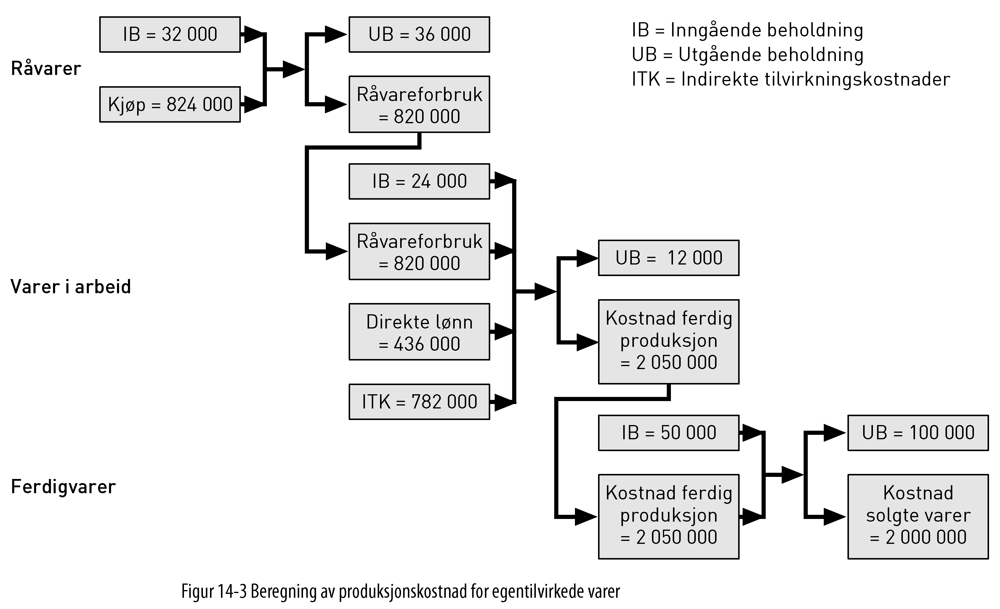 IB = 32 000
UB = 36 000
IB = Inngående beholdning
UB = Utgående beholdning
ITK = Indirekte tilvirkningskostnader
Råvarer
Kjøp = 824 000
Råvareforbruk
= 820 000
IB = 24 000
Råvareforbruk
= 820 000
UB = 12 000
Varer i arbeid
Direkte lønn
= 436 000
Kostnad ferdig
produksjon
= 2 050 000
ITK = 782 000
IB = 50 000
UB = 100 000
Ferdigvarer
Kostnad ferdig
produksjon
= 2 050 000
Kostnad
solgte varer
= 2 000 000
Figur 14-3 Beregning av produksjonskostnad for egentilvirkede varer